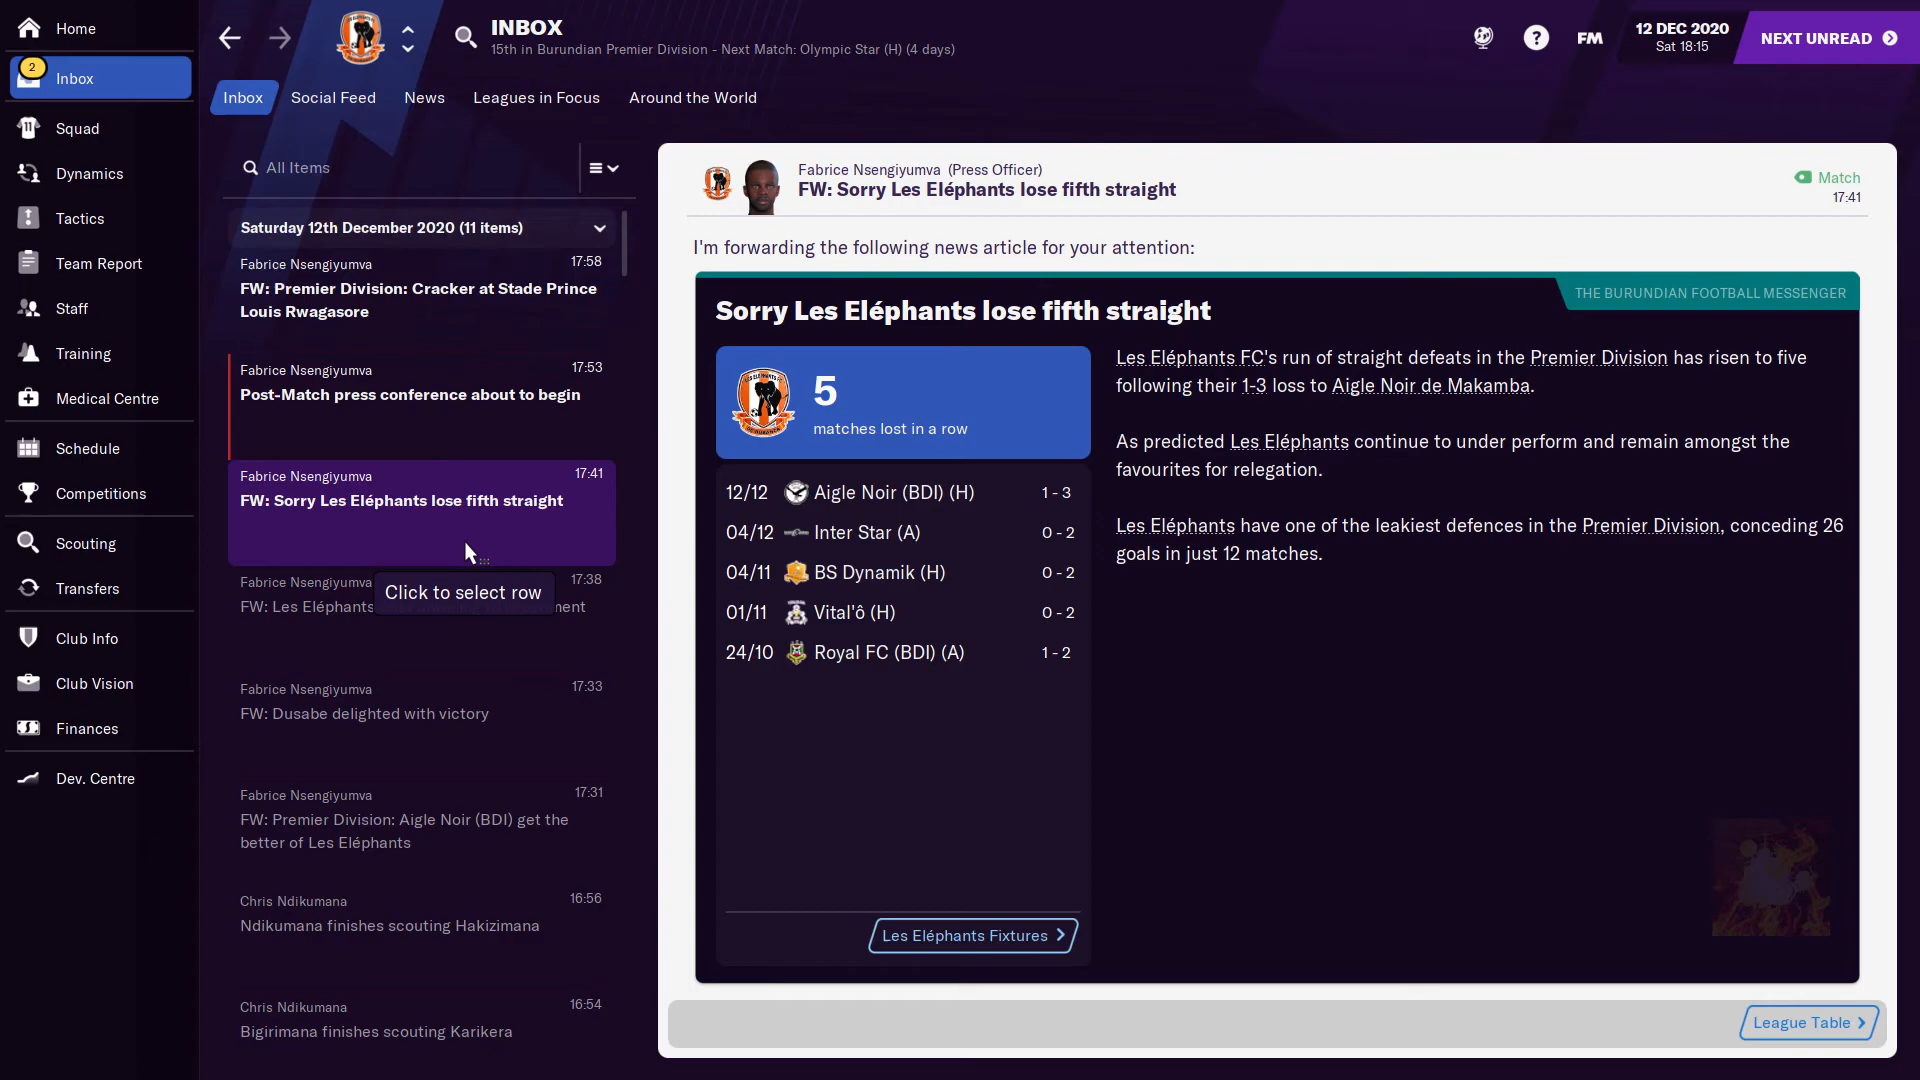 Home
2
Inbox
Squad
Dynamics
Tactics
Team Report
Staff
Training
Medical Centre
Schedule
Competitions
Scouting
Transfers
Club Info
Club Vision
Finances
Dev. Centre
INBOX
15th in Burundian Premier Division - Next Match: Olympic Star (H) (4 days)
FM
12 DEC 2020
Sat 18:15
NEXT UNREAD
Inbox
Social Feed
News
Leagues in Focus
Around the World
All Items
Saturday 12th December 2020 (11 items)
Fabrice Nsengiyumva
17:58
FW: Premier Division: Cracker at Stade Prince
Louis Rwagasore
Fabrice Nsengiyumva
17:53
Post-Match press conference about to begin
Fabrice Nsengiyumva
17:41
FW: Sorry Les Eléphants lose fifth straight
Fabrice Nsengiyumva
17:38
FW: Les Eléphants
Click to select row
Fabrice Nsengiyumva
17:33
FW: Dusabe delighted with victory
Fabrice Nsengiyumva
17:31
FW: Premier Division: Aigle Noir (BDI) get the
better of Les Eléphants
Chris Ndikumana
16:56
Ndikumana finishes scouting Hakizimana
Chris Ndikumana
16:54
Bigirimana finishes scouting Karikera
Fabrice Nsengiyumva (Press Officer)
FW: Sorry Les Eléphants lose fifth straight
Match
17:41
I'm forwarding the following news article for your attention:
THE BURUNDIAN FOOTBALL MESSENGER
Sorry Les Eléphants lose fifth straight
5
matches lost in a row
12/12 Aigle Noir (BDI) (H) 1 - 3
04/12 Inter Star (A) 0 - 2
04/11 BS Dynamik (H) 0 - 2
01/11 Vital'ô (H) 0 - 2
24/10 Royal FC (BDI) (A) 1 - 2
Les Eléphants Fixtures
Les Eléphants FC's run of straight defeats in the Premier Division has risen to five
following their 1-3 loss to Aigle Noir de Makamba.
As predicted Les Eléphants continue to under perform and remain amongst the
favourites for relegation.
Les Eléphants have one of the leakiest defences in the Premier Division, conceding 26
goals in just 12 matches.
League Table